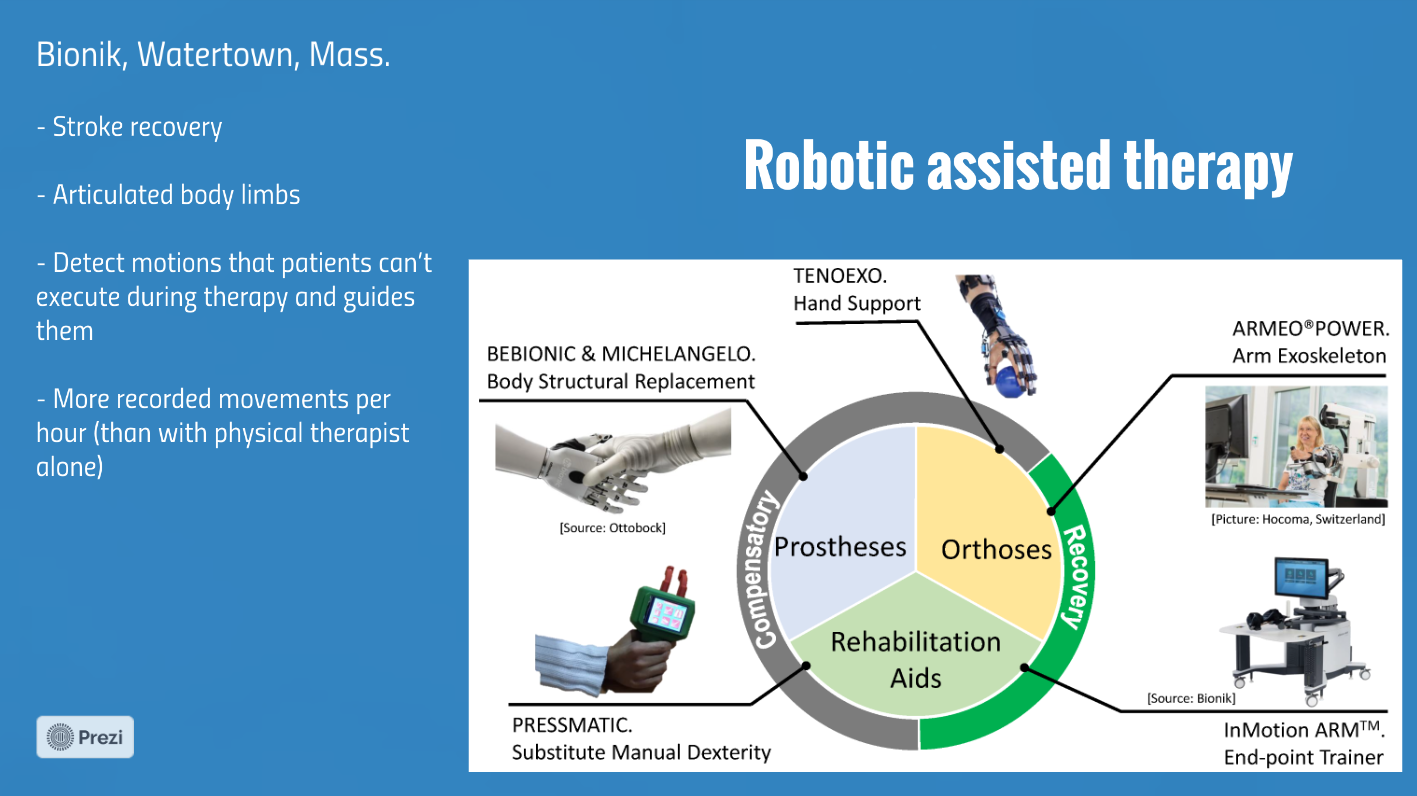 Bionik, Watertown, Mass.
- Stroke recovery
- Articulated body limbs
- Detect motions that patients can't
execute during therapy and guides
them
- More recorded movements per
hour (than with physical therapist
alone)
Robotic assisted therapy
TENOEXO.
Hand Support
ARMEO®POWER.
Arm Exoskeleton
BEBIONIC & MICHELANGELO.
Body Structural Replacement
[Source: Ottobock]
[Picture: Hocoma, Switzerland]
Compensatory
Prostheses
Orthoses
Recovery
Rehabilitation
Aids
[Source: Bionik]
PRESSMATIC.
Substitute Manual Dexterity
InMotion ARM™.
End-point Trainer
Prezi